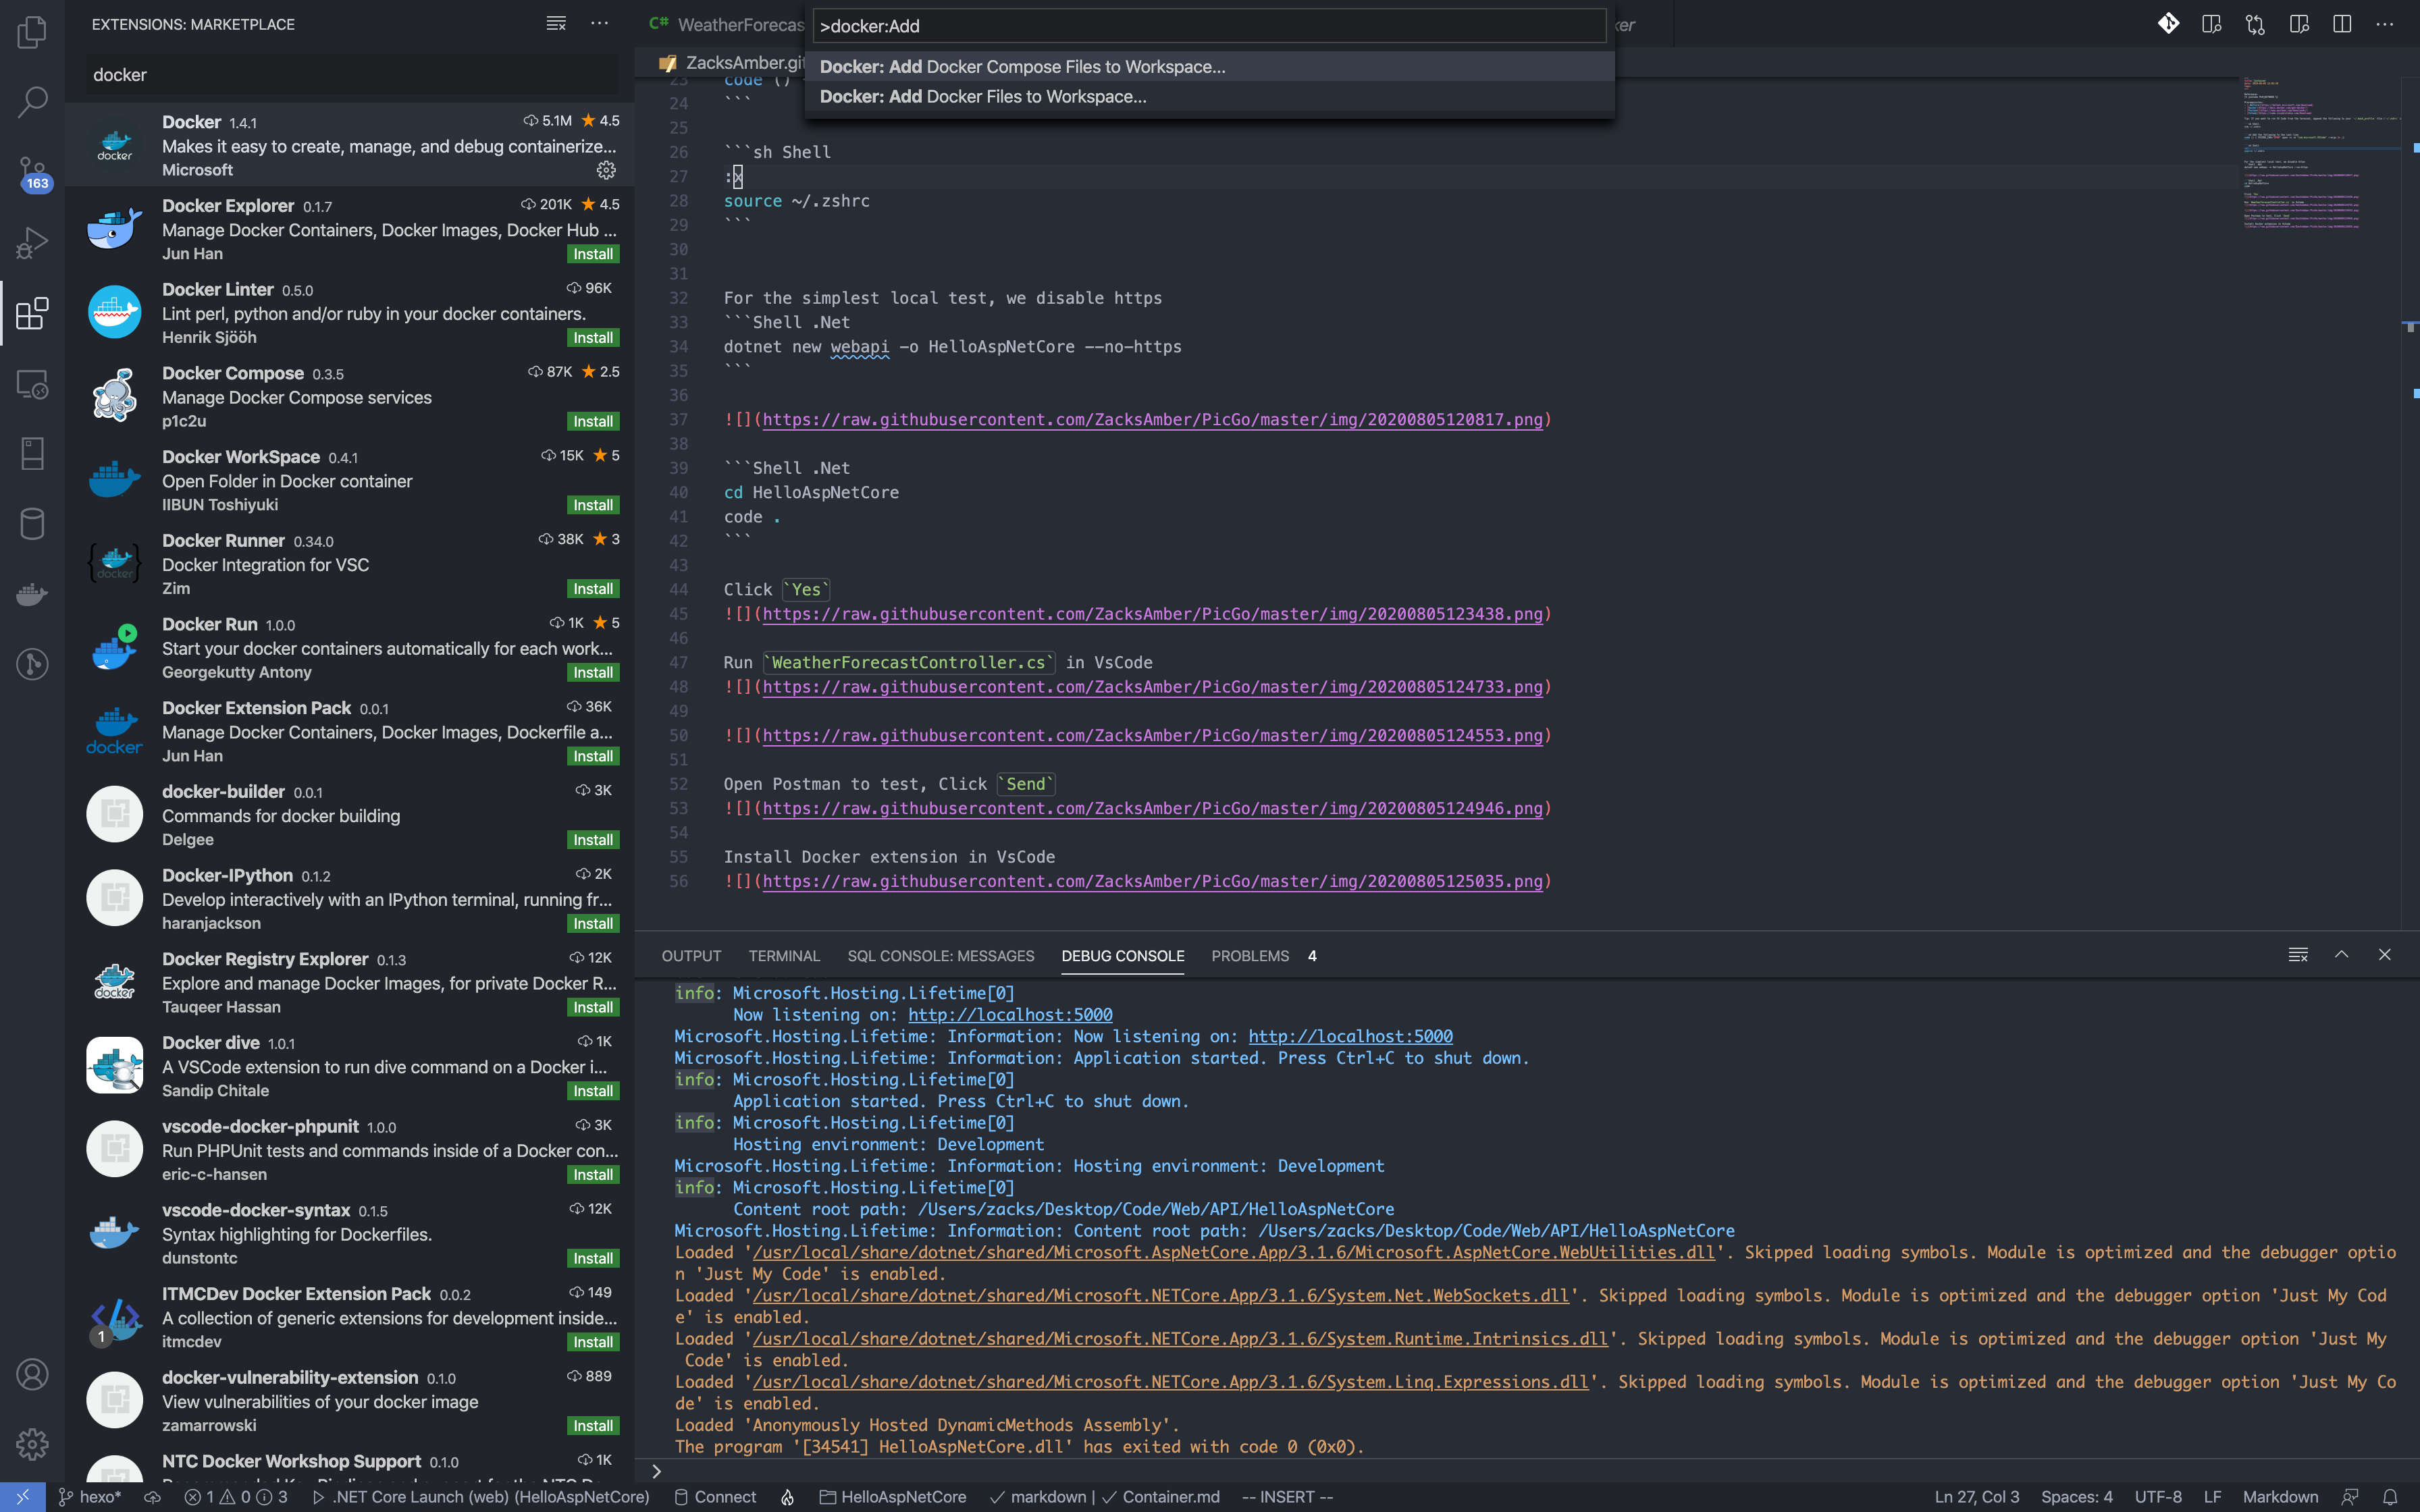 EXTENSIONS: MARKETPLACE
docker
Docker 1.4.1 5.1M 4.5
Makes it easy to create, manage, and debug containerize...
Microsoft
Docker Explorer 0.1.7 201K 4.5
Manage Docker Containers, Docker Images, Docker Hub ...
Jun Han Install
Docker Linter 0.5.0 96K
Lint perl, python and/or ruby in your docker containers.
Henrik Sjööh Install
Docker Compose 0.3.5 87K 2.5
Manage Docker Compose services
p1c2u Install
Docker WorkSpace 0.4.1 15K 5
Open Folder in Docker container
IIBUN Toshiyuki Install
Docker Runner 0.34.0 38K 3
Docker Integration for VSC
Zim Install
Docker Run 1.0.0 1K 5
Start your docker containers automatically for each work...
Georgekutty Antony Install
Docker Extension Pack 0.0.1 36K
Manage Docker Containers, Docker Images, Dockerfile a...
Jun Han Install
docker-builder 0.0.1 3K
Commands for docker building
Delgee Install
Docker-IPython 0.1.2 2K
Develop interactively with an IPython terminal, running fr...
haranjackson Install
Docker Registry Explorer 0.1.3 12K
Explore and manage Docker Images, for private Docker R...
Tauqeer Hassan Install
Docker dive 1.0.1 1K
A VSCode extension to run dive command on a Docker i...
Sandip Chitale Install
vscode-docker-phpunit 1.0.0 3K
Run PHPUnit tests and commands inside of a Docker con...
eric-c-hansen Install
vscode-docker-syntax 0.1.5 12K
Syntax highlighting for Dockerfiles.
dunstontc Install
ITMCDev Docker Extension Pack 0.0.2 149
A collection of generic extensions for development inside...
itmcdev Install
docker-vulnerability-extension 0.1.0 889
View vulnerabilities of your docker image
zamarrowski Install
NTC Docker Workshop Support 0.1.0 1K
163
1
C# WeatherForecas
ZacksAmber.git
>docker:Add
Docker: Add Docker Compose Files to Workspace...
Docker: Add Docker Files to Workspace...
23 code ()
24 ```
25
26 ```sh Shell
27 :x
28 source ~/.zshrc
29 ```
30
31
32 For the simplest local test, we disable https
33 ```Shell .Net
34 dotnet new webapi -o HelloAspNetCore --no-https
35 ```
36
37 ![](https://raw.githubusercontent.com/ZacksAmber/PicGo/master/img/20200805120817.png)
38
39 ```Shell .Net
40 cd HelloAspNetCore
41 code .
42 ```
43
44 Click `Yes`
45 ![](https://raw.githubusercontent.com/ZacksAmber/PicGo/master/img/20200805123438.png)
46
47 Run `WeatherForecastController.cs` in VsCode
48 ![](https://raw.githubusercontent.com/ZacksAmber/PicGo/master/img/20200805124733.png)
49
50 ![](https://raw.githubusercontent.com/ZacksAmber/PicGo/master/img/20200805124553.png)
51
52 Open Postman to test, Click `Send`
53 ![](https://raw.githubusercontent.com/ZacksAmber/PicGo/master/img/20200805124946.png)
54
55 Install Docker extension in VsCode
56 ![](https://raw.githubusercontent.com/ZacksAmber/PicGo/master/img/20200805125035.png)
OUTPUT TERMINAL SQL CONSOLE: MESSAGES DEBUG CONSOLE PROBLEMS 4
info: Microsoft.Hosting.Lifetime[0]
Now listening on: http://localhost:5000
Microsoft.Hosting.Lifetime: Information: Now listening on: http://localhost:5000
Microsoft.Hosting.Lifetime: Information: Application started. Press Ctrl+C to shut down.
info: Microsoft.Hosting.Lifetime[0]
Application started. Press Ctrl+C to shut down.
info: Microsoft.Hosting.Lifetime[0]
Hosting environment: Development
Microsoft.Hosting.Lifetime: Information: Hosting environment: Development
info: Microsoft.Hosting.Lifetime[0]
Content root path: /Users/zacks/Desktop/Code/Web/API/HelloAspNetCore
Microsoft.Hosting.Lifetime: Information: Content root path: /Users/zacks/Desktop/Code/Web/API/HelloAspNetCore
Loaded '/usr/local/share/dotnet/shared/Microsoft.AspNetCore.App/3.1.6/Microsoft.AspNetCore.WebUtilities.dll'. Skipped loading symbols. Module is optimized and the debugger optio
n 'Just My Code' is enabled.
Loaded '/usr/local/share/dotnet/shared/Microsoft.NETCore.App/3.1.6/System.Net.WebSockets.dll'. Skipped loading symbols. Module is optimized and the debugger option 'Just My Cod
e' is enabled.
Loaded '/usr/local/share/dotnet/shared/Microsoft.NETCore.App/3.1.6/System.Runtime.Intrinsics.dll'. Skipped loading symbols. Module is optimized and the debugger option 'Just My
Code' is enabled.
Loaded '/usr/local/share/dotnet/shared/Microsoft.NETCore.App/3.1.6/System.Linq.Expressions.dll'. Skipped loading symbols. Module is optimized and the debugger option 'Just My Co
de' is enabled.
Loaded 'Anonymously Hosted DynamicMethods Assembly'.
The program '[34541] HelloAspNetCore.dll' has exited with code 0 (0x0).
hexo* 1 0 3 .NET Core Launch (web) (HelloAspNetCore) Connect HelloAspNetCore markdown | Container.md -- INSERT -- Ln 27, Col 3 Spaces: 4 UTF-8 LF Markdown